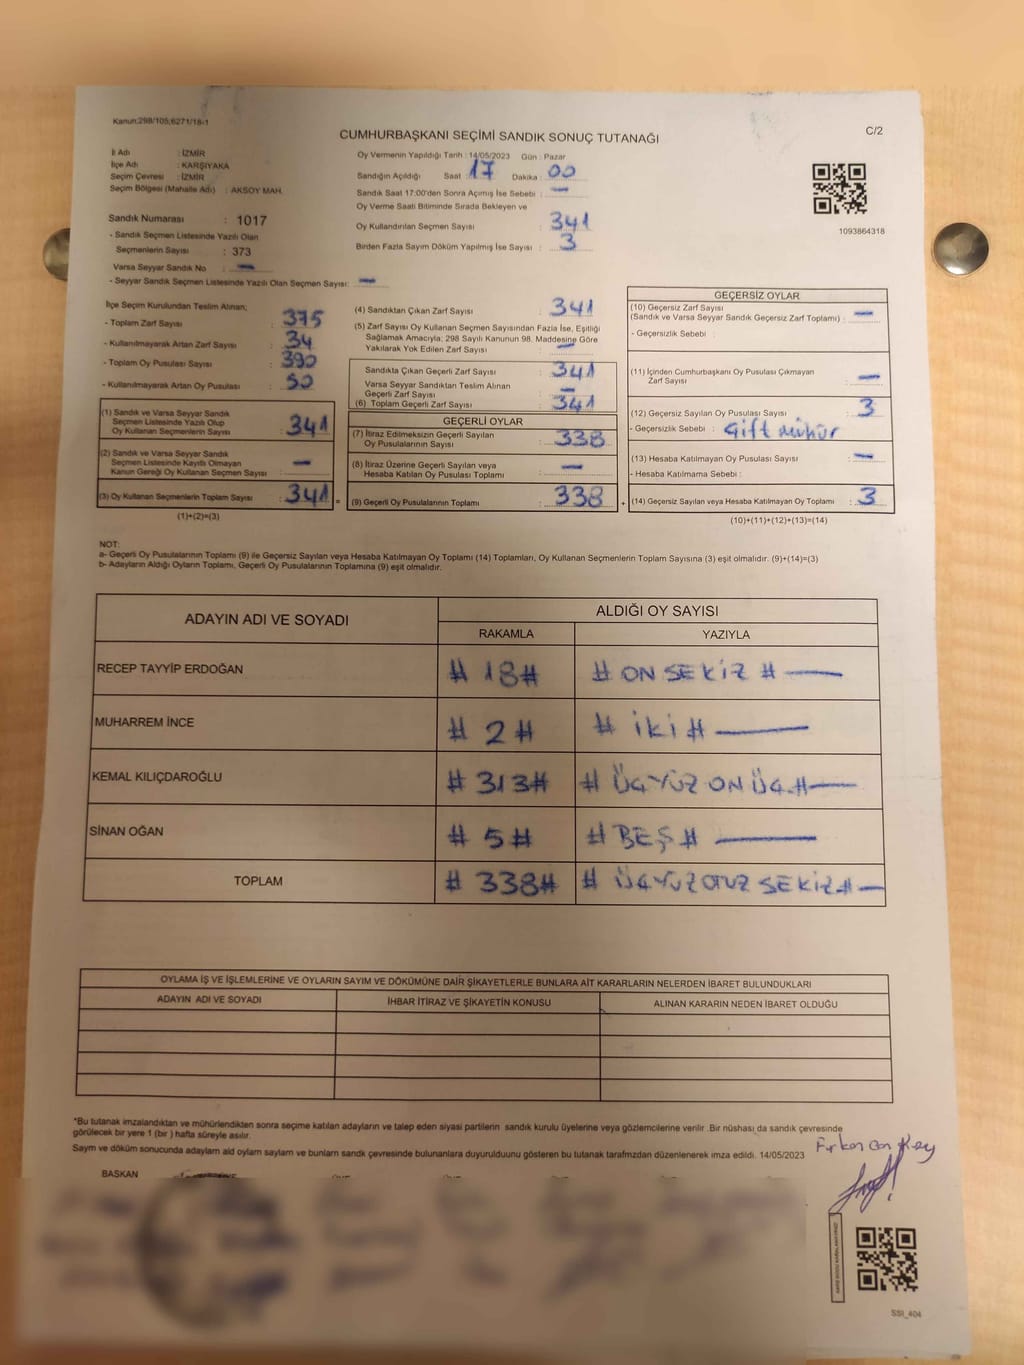 Kanun:298/105;6271/18-1
CUMHURBAŞKANI SEÇİMİ SANDIK SONUÇ TUTANAĞI
C/2
İl Adı : İZMİR
İlçe Adı : KARŞIYAKA
Seçim Çevresi : İZMİR
Seçim Bölgesi (Mahalle Adı) : AKSOY MAH.
Sandık Numarası : 1017
- Sandık Seçmen Listesinde Yazılı Olan
Seçmenlerin Sayısı : 373
Varsa Seyyar Sandık No : —
- Seyyar Sandık Seçmen Listesinde Yazılı Olan Seçmen Sayısı: —
Oy Vermenin Yapıldığı Tarih : 14/05/2023 Gün : Pazar
Sandığın Açıldığı Saat : 17 Dakika : 00
Sandık Saat 17:00'den Sonra Açımış İse Sebebi : —
Oy Verme Saati Bitiminde Sırada Bekleyen ve
Oy Kullandırılan Seçmen Sayısı : 341
Birden Fazla Sayım Döküm Yapılmış İse Sayısı : 3
1093864318
İlçe Seçim Kurulundan Teslim Alınan;
- Toplam Zarf Sayısı : 375
- Kullanılmayarak Artan Zarf Sayısı : 34
- Toplam Oy Pusulası Sayısı : 390
- Kullanılmayarak Artan Oy Pusulası : 50
(1) Sandık ve Varsa Seyyar Sandık
Seçmen Listesinde Yazılı Olup
Oy Kullanan Seçmenlerin Sayısı : 341
(2) Sandık ve Varsa Seyyar Sandık
Seçmen Listesinde Kayıtlı Olmayan
Kanun Gereği Oy Kullanan Seçmen Sayısı : —
(3) Oy Kullanan Seçmenlerin Toplam Sayısı : 341 =
(1)+(2)=(3)
(4) Sandıktan Çıkan Zarf Sayısı : 341
(5) Zarf Sayısı Oy Kullanan Seçmen Sayısından Fazla İse, Eşitliği
Sağlamak Amacıyla; 298 Sayılı Kanunun 98. Maddesine Göre
Yakılarak Yok Edilen Zarf Sayısı : —
Sandıkta Çıkan Geçerli Zarf Sayısı : 341
Varsa Seyyar Sandıktan Teslim Alınan
Geçerli Zarf Sayısı : —
(6) Toplam Geçerli Zarf Sayısı : 341
GEÇERLİ OYLAR
(7) İtiraz Edilmeksizin Geçerli Sayılan
Oy Pusulalarının Sayısı : 338
(8) İtiraz Üzerine Geçerli Sayılan veya
Hesaba Katılan Oy Pusulası Toplamı : —
(9) Geçerli Oy Pusulalarının Toplamı : 338 +
GEÇERSİZ OYLAR
(10) Geçersiz Zarf Sayısı
(Sandık ve Varsa Seyyar Sandık Geçersiz Zarf Toplamı) : —
- Geçersizlik Sebebi :
(11) İçinden Cumhurbaşkanı Oy Pusulası Çıkmayan
Zarf Sayısı : —
(12) Geçersiz Sayılan Oy Pusulası Sayısı : 3
- Geçersizlik Sebebi : Çift mühür
(13) Hesaba Katılmayan Oy Pusulası Sayısı : —
- Hesaba Katılmama Sebebi :
(14) Geçersiz Sayılan veya Hesaba Katılmayan Oy Toplamı : 3
(10)+(11)+(12)+(13)=(14)
NOT:
a- Geçerli Oy Pusulalarının Toplamı (9) ile Geçersiz Sayılan veya Hesaba Katılmayan Oy Toplamı (14) Toplamları, Oy Kullanan Seçmenlerin Toplam Sayısına (3) eşit olmalıdır. (9)+(14)=(3)
b- Adayların Aldığı Oyların Toplamı, Geçerli Oy Pusulalarının Toplamına (9) eşit olmalıdır.
ADAYIN ADI VE SOYADI
ALDIĞI OY SAYISI
RAKAMLA YAZIYLA
RECEP TAYYİP ERDOĞAN # 18 # # ON SEKİZ # —
MUHARREM İNCE # 2 # # İKİ # —
KEMAL KILIÇDAROĞLU # 313 # # ÜÇYÜZ ON ÜÇ # —
SİNAN OĞAN # 5 # # BEŞ # —
TOPLAM # 338 # # ÜÇYÜZ OTUZ SEKİZ # —
OYLAMA İŞ VE İŞLEMLERİNE VE OYLARIN SAYIM VE DÖKÜMÜNE DAİR ŞİKAYETLERLE BUNLARA AİT KARARLARIN NELERDEN İBARET BULUNDUKLARI
ADAYIN ADI VE SOYADI İHBAR İTİRAZ VE ŞİKAYETİN KONUSU ALINAN KARARIN NEDEN İBARET OLDUĞU
*Bu tutanak imzalandıktan ve mühürlendikten sonra seçime katılan adayların ve talep eden siyasi partilerin sandık kurulu üyelerine veya gözlemcilerine verilir .Bir nüshası da sandık çevresinde
görülecek bir yere 1 (bir ) hafta süreyle asılır.
Sayım ve döküm sonucunda adaylarn ald oylarn saylarn ve bunlarn sandk çevresinde bulunanlara duyurulduunu gösteren bu tutanak tarafmzdan düzenlenerek imza edildi. 14/05/2023
BAŞKAN
SSI_404